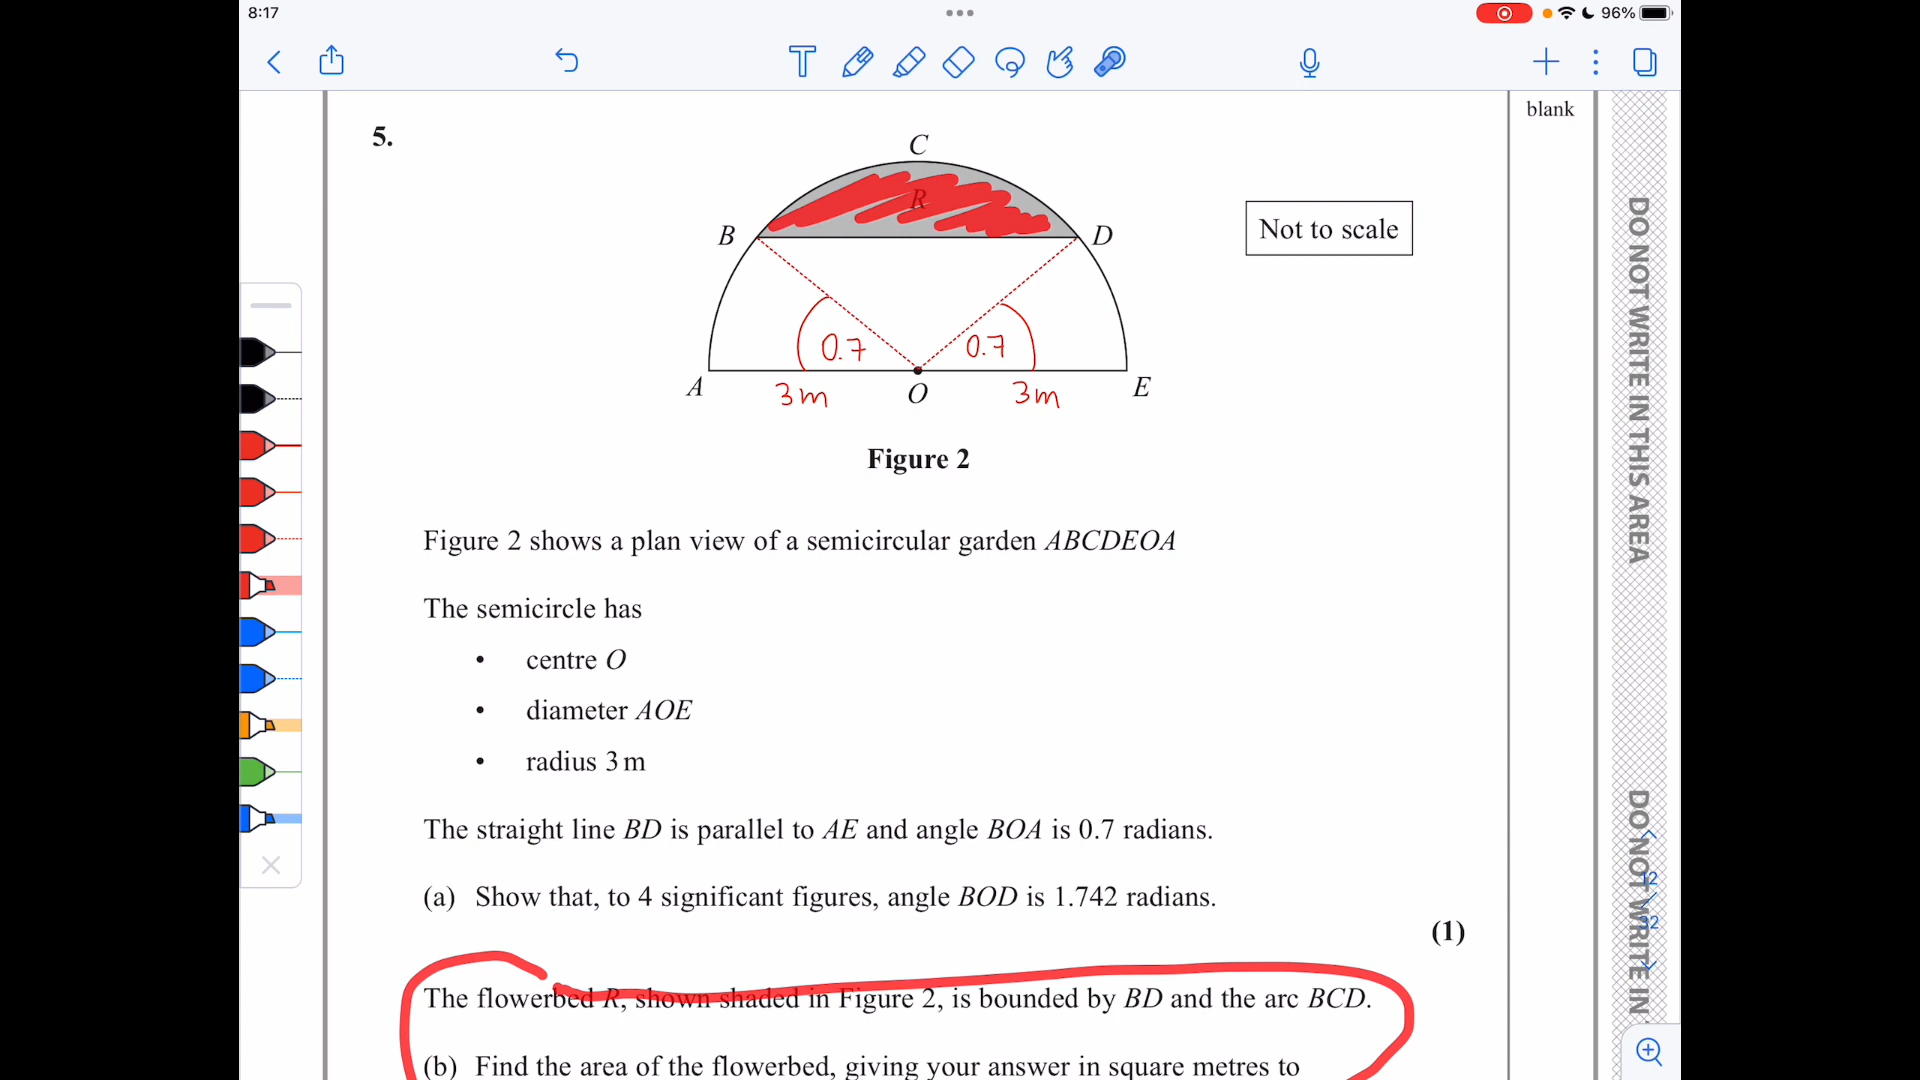 8:17
96%
blank
5.
C
R
B
D
Not to scale
0.7
0.7
A
O
E
3m
3m
Figure 2
Figure 2 shows a plan view of a semicircular garden ABCDEOA
The semicircle has
• centre O
• diameter AOE
• radius 3 m
The straight line BD is parallel to AE and angle BOA is 0.7 radians.
(a) Show that, to 4 significant figures, angle BOD is 1.742 radians.
(1)
The flowerbed R, shown shaded in Figure 2, is bounded by BD and the arc BCD.
(b) Find the area of the flowerbed, giving your answer in square metres to
DO NOT WRITE IN THIS AREA
DO NOT WRITE IN
12
32